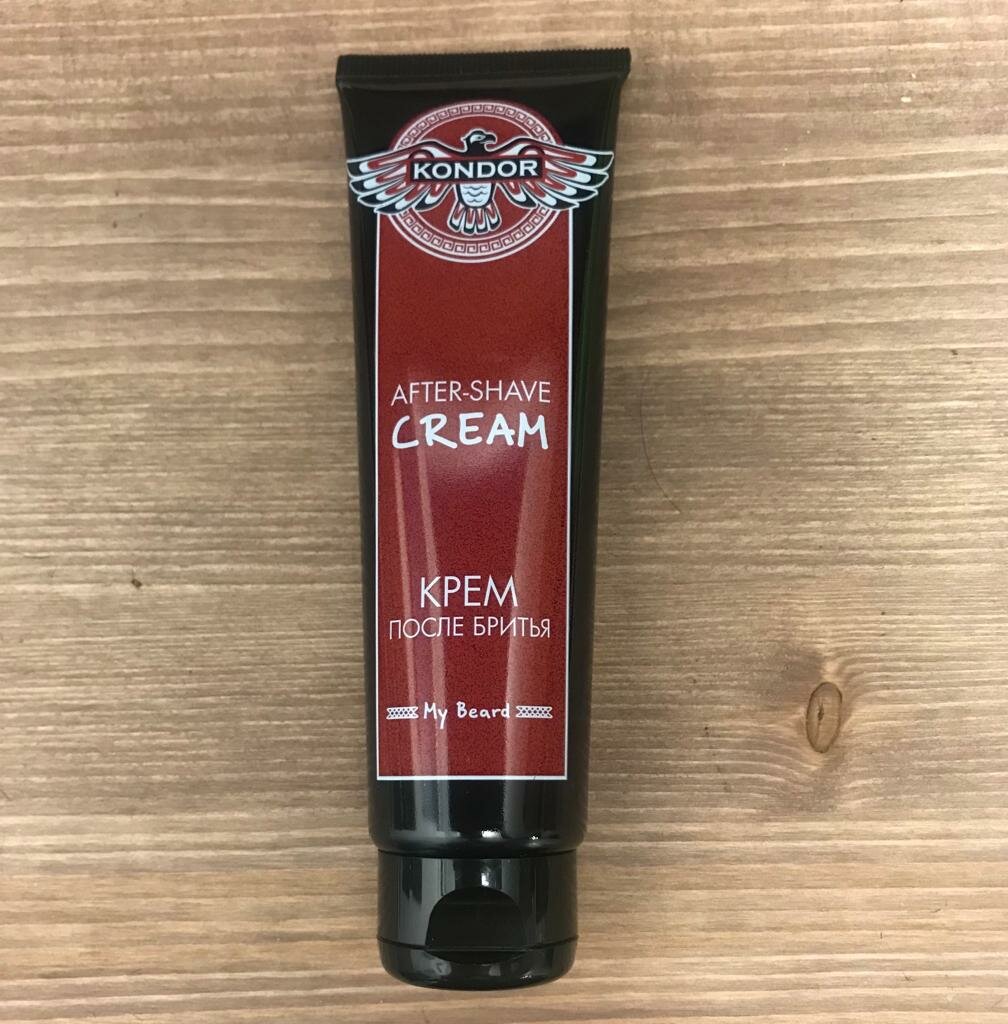 KONDOR
AFTER-SHAVE
CREAM
КРЕМ
ПОСЛЕ БРИТЬЯ
My Beard